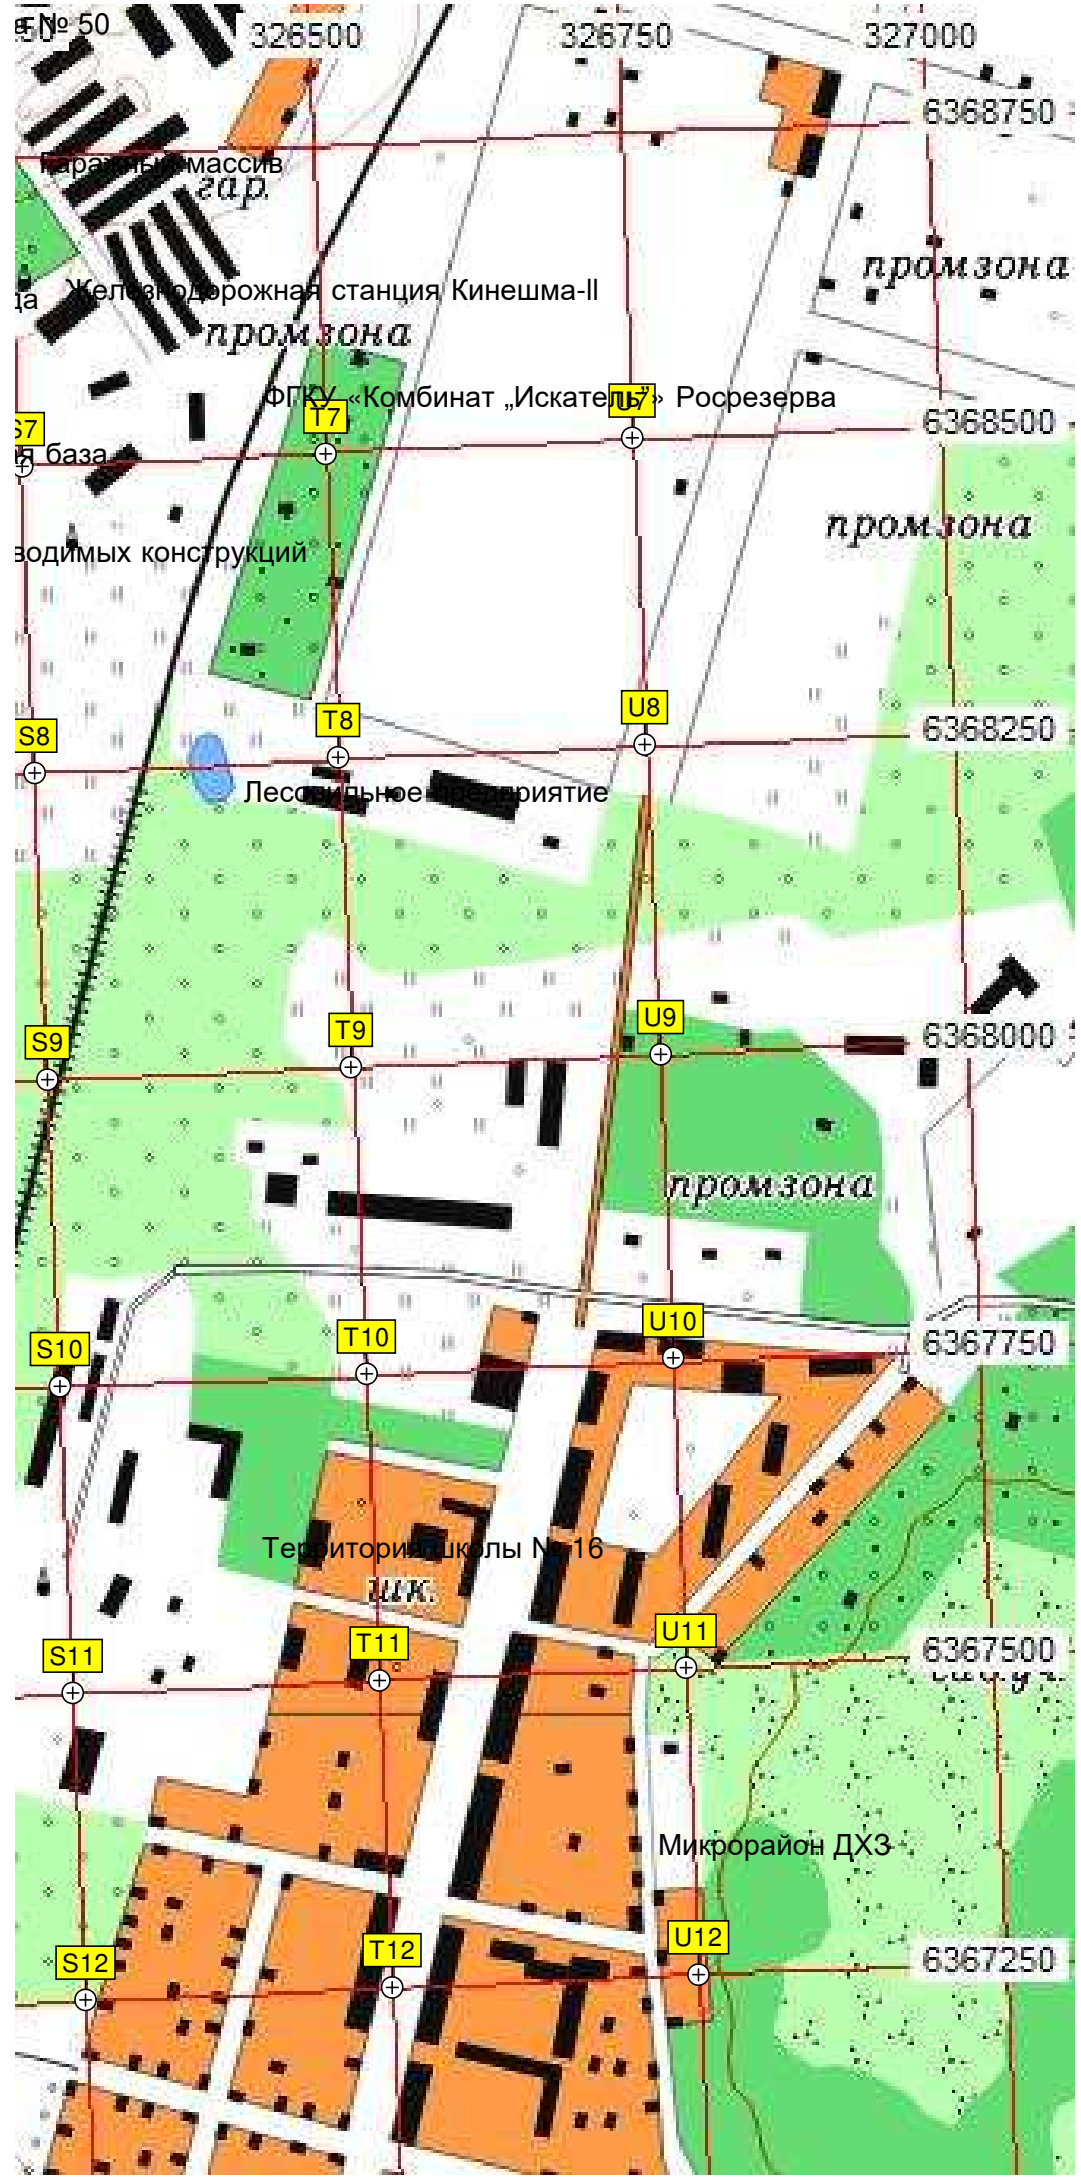 а № 50
326500 326750 327000
6368750
Гаражный массив
гар.
промзона
Железнодорожная станция Кинешма-II
да
промзона
ФГКУ «Комбинат „Искатель“» Росрезерва
S7 T7 U7
6368500
я база
промзона
водимых конструкций
S8 T8 U8
6368250
Лесопильное предприятие
S9 T9 U9
6368000
промзона
S10 T10 U10
6367750
Территория школы № 16
шк.
S11 T11 U11
6367500
Микрорайон ДХЗ
S12 T12 U12
6367250